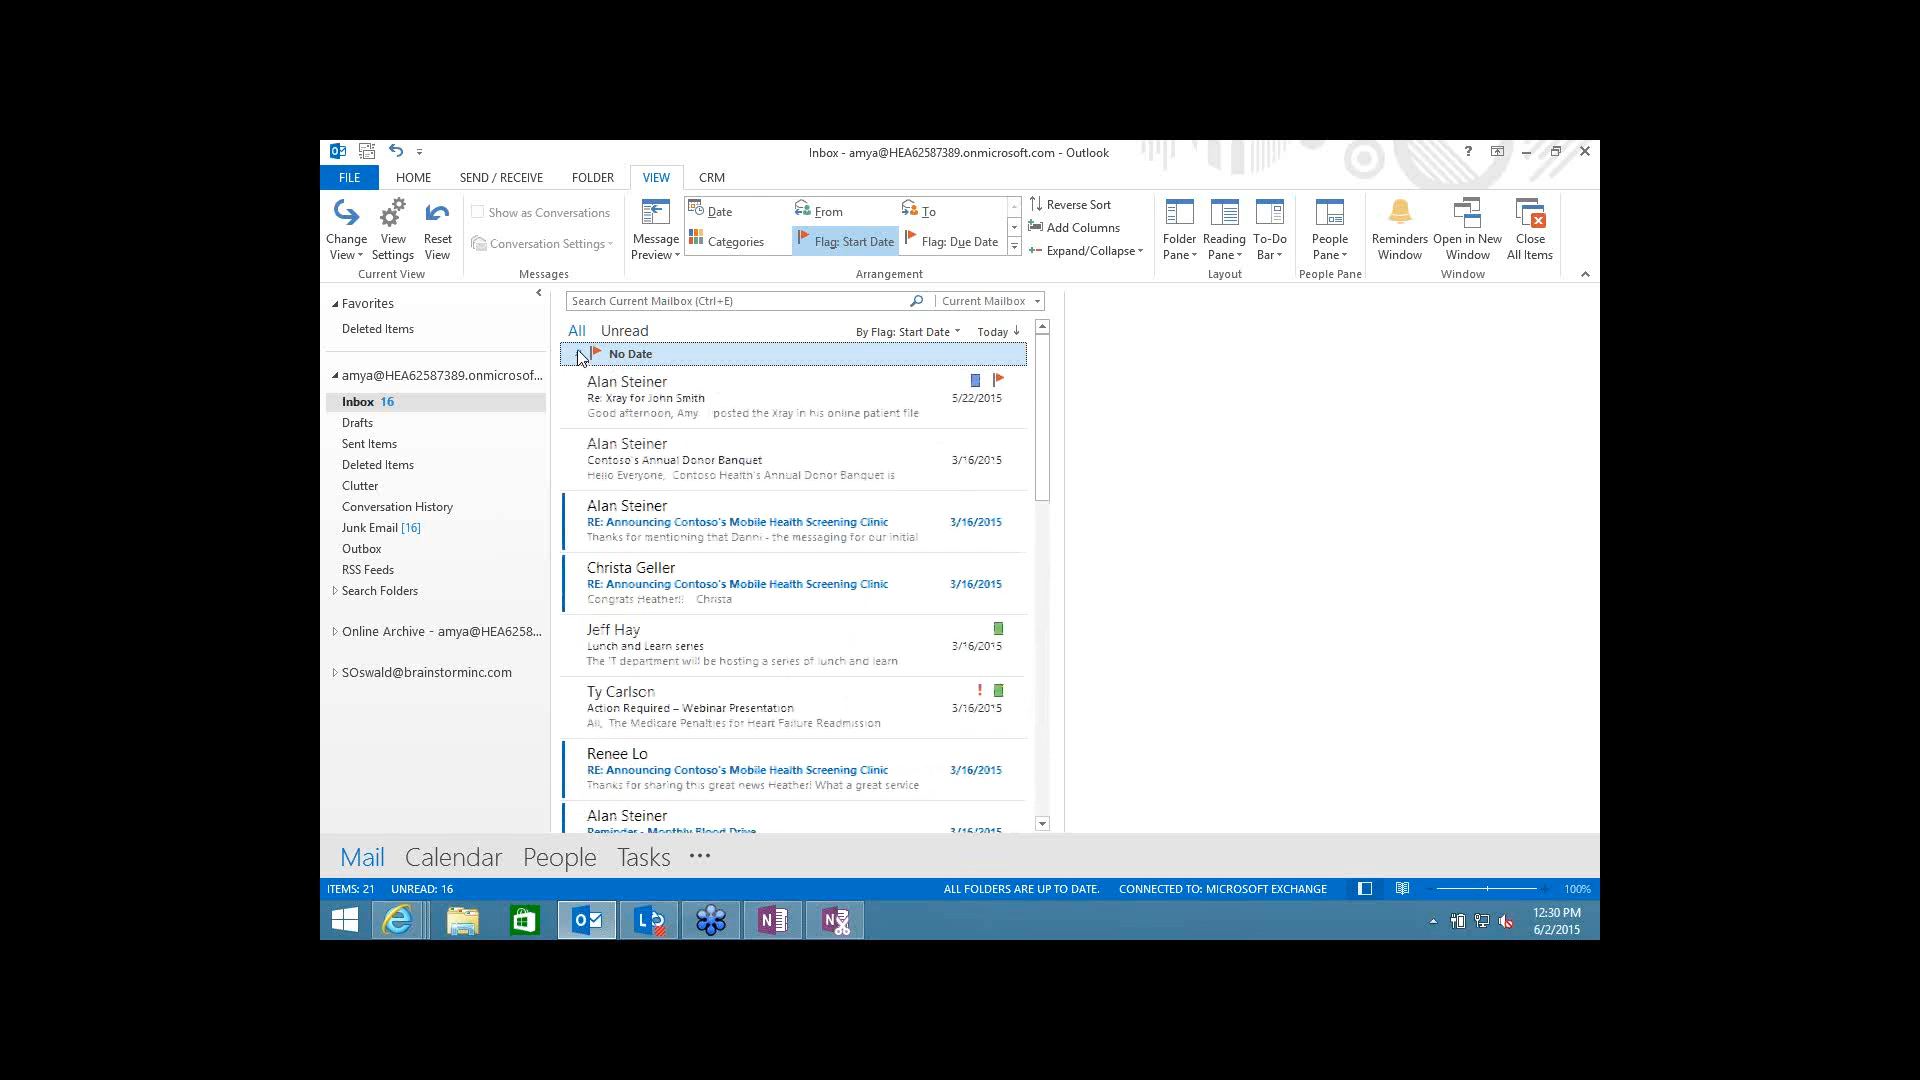 Inbox - amya@HEA62587389.onmicrosoft.com - Outlook
FILE HOME SEND / RECEIVE FOLDER VIEW CRM
Change View
View Settings
Reset View
Current View
Show as Conversations
Conversation Settings
Messages
Message Preview
Date From To
Categories Flag: Start Date Flag: Due Date
Arrangement
Reverse Sort
Add Columns
Expand/Collapse
Folder Pane
Reading Pane
To-Do Bar
Layout
People Pane
People Pane
Reminders Window
Open in New Window
Close All Items
Window
Favorites
Deleted Items
amya@HEA62587389.onmicrosof...
Inbox 16
Drafts
Sent Items
Deleted Items
Clutter
Conversation History
Junk Email [16]
Outbox
RSS Feeds
Search Folders
Online Archive - amya@HEA6258...
SOswald@brainstorminc.com
Search Current Mailbox (Ctrl+E) Current Mailbox
All Unread By Flag: Start Date Today
No Date
Alan Steiner
Re: Xray for John Smith 5/22/2015
Good afternoon, Amy posted the Xray in his online patient file
Alan Steiner
Contoso's Annual Donor Banquet 3/16/2015
Hello Everyone, Contoso Health's Annual Donor Banquet is
Alan Steiner
RE: Announcing Contoso's Mobile Health Screening Clinic 3/16/2015
Thanks for mentioning that Danni - the messaging for our initial
Christa Geller
RE: Announcing Contoso's Mobile Health Screening Clinic 3/16/2015
Congrats Heather!! Christa
Jeff Hay
Lunch and Learn series 3/16/2015
The IT department will be hosting a series of lunch and learn
Ty Carlson
Action Required – Webinar Presentation 3/16/2015
All, The Medicare Penalties for Heart Failure Readmission
Renee Lo
RE: Announcing Contoso's Mobile Health Screening Clinic 3/16/2015
Thanks for sharing this great news Heather! What a great service
Alan Steiner
Reminder - Monthly Blood Drive 3/16/2015
Mail Calendar People Tasks •••
ITEMS: 21 UNREAD: 16 ALL FOLDERS ARE UP TO DATE. CONNECTED TO: MICROSOFT EXCHANGE 100%
12:30 PM
6/2/2015